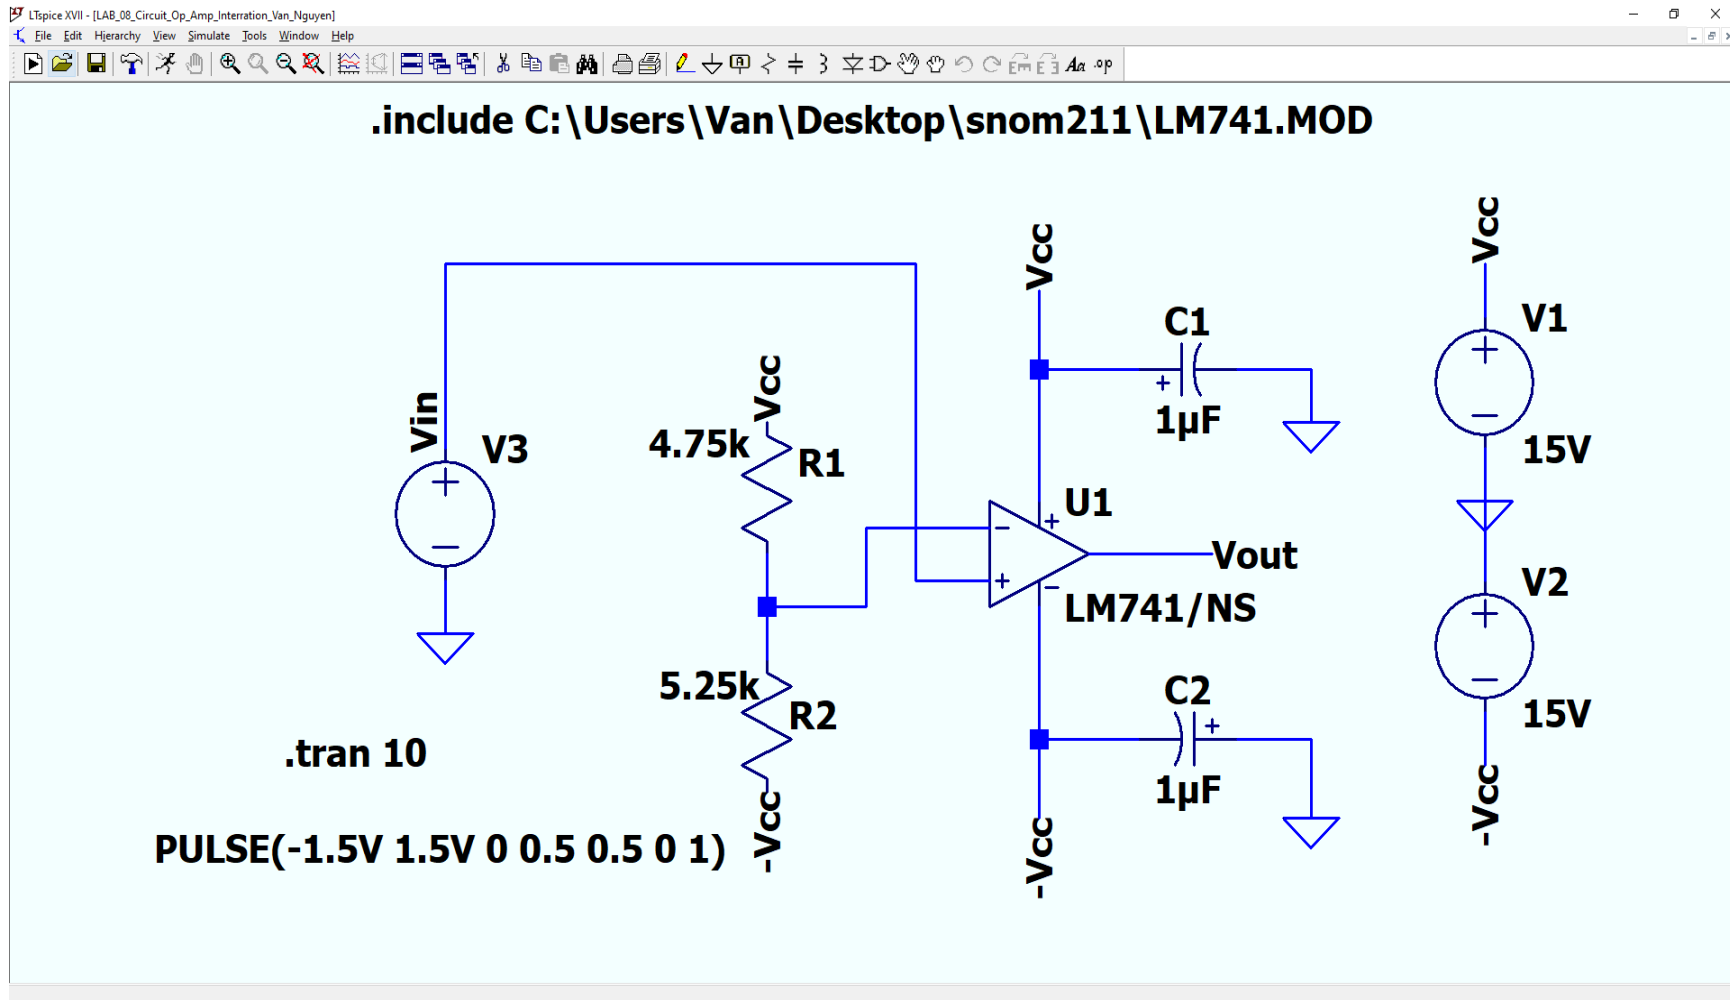 LTspice XVII - [LAB_08_Circuit_Op_Amp_Interration_Van_Nguyen]
File Edit Hierarchy View Simulate Tools Window Help
.include C:\Users\Van\Desktop\snom211\LM741.MOD
Vcc
Vcc
V1
15V
C1
1µF
Vcc
Vin
V3
4.75k
R1
U1
Vout
LM741/NS
V2
15V
5.25k
R2
C2
1µF
.tran 10
-Vcc
-Vcc
-Vcc
PULSE(-1.5V 1.5V 0 0.5 0.5 0 1)